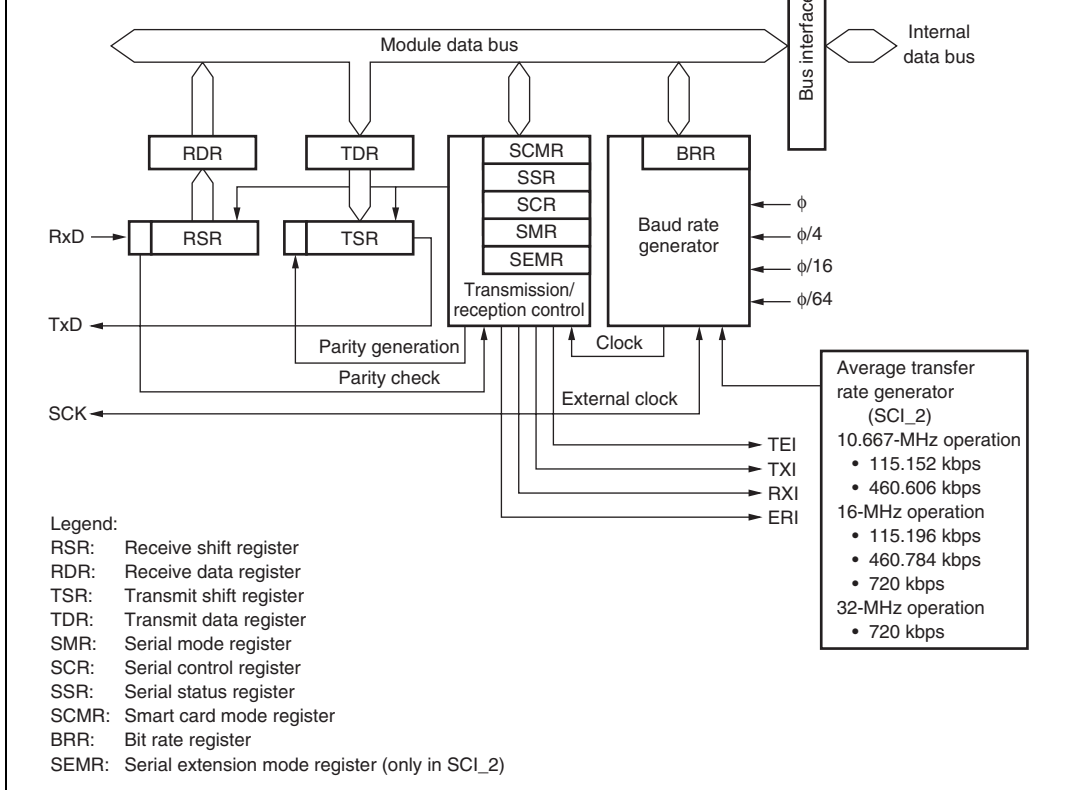 Module data bus
Bus interface
Internal
data bus
RDR
TDR
SCMR
SSR
SCR
SMR
SEMR
Transmission/
reception control
BRR
Baud rate
generator
ϕ
ϕ/4
ϕ/16
ϕ/64
RxD
RSR
TSR
TxD
Parity generation
Parity check
Clock
External clock
SCK
TEI
TXI
RXI
ERI
Average transfer
rate generator
(SCI_2)
10.667-MHz operation
• 115.152 kbps
• 460.606 kbps
16-MHz operation
• 115.196 kbps
• 460.784 kbps
• 720 kbps
32-MHz operation
• 720 kbps
Legend:
RSR: Receive shift register
RDR: Receive data register
TSR: Transmit shift register
TDR: Transmit data register
SMR: Serial mode register
SCR: Serial control register
SSR: Serial status register
SCMR: Smart card mode register
BRR: Bit rate register
SEMR: Serial extension mode register (only in SCI_2)